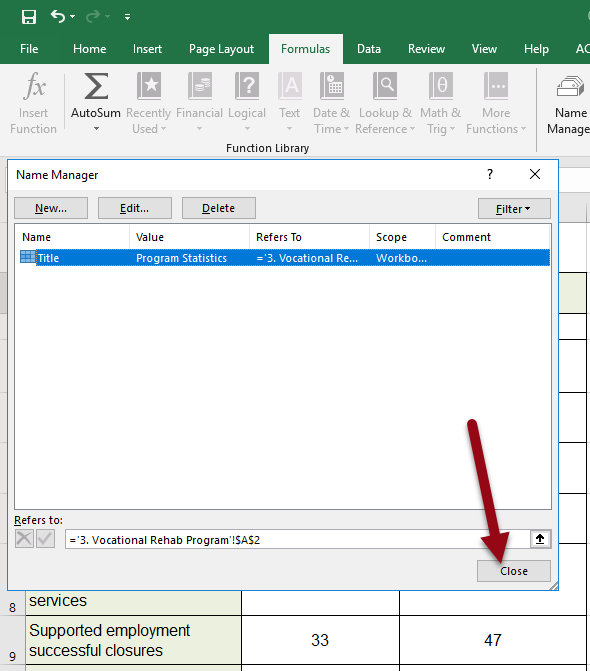 File Home Insert Page Layout Formulas Data Review View Help AC
fx Σ A ? θ
Insert Function
AutoSum
Recently Used
Financial
Logical
Text
Date & Time
Lookup & Reference
Math & Trig
More Functions
Name Manage
Function Library
Name Manager ?
New... Edit... Delete Filter
Name Value Refers To Scope Comment
Title Program Statistics ='3. Vocational Re... Workbo...
Refers to:
='3. Vocational Rehab Program'!$A$2
Close
8 services
9 Supported employment 33 47
successful closures